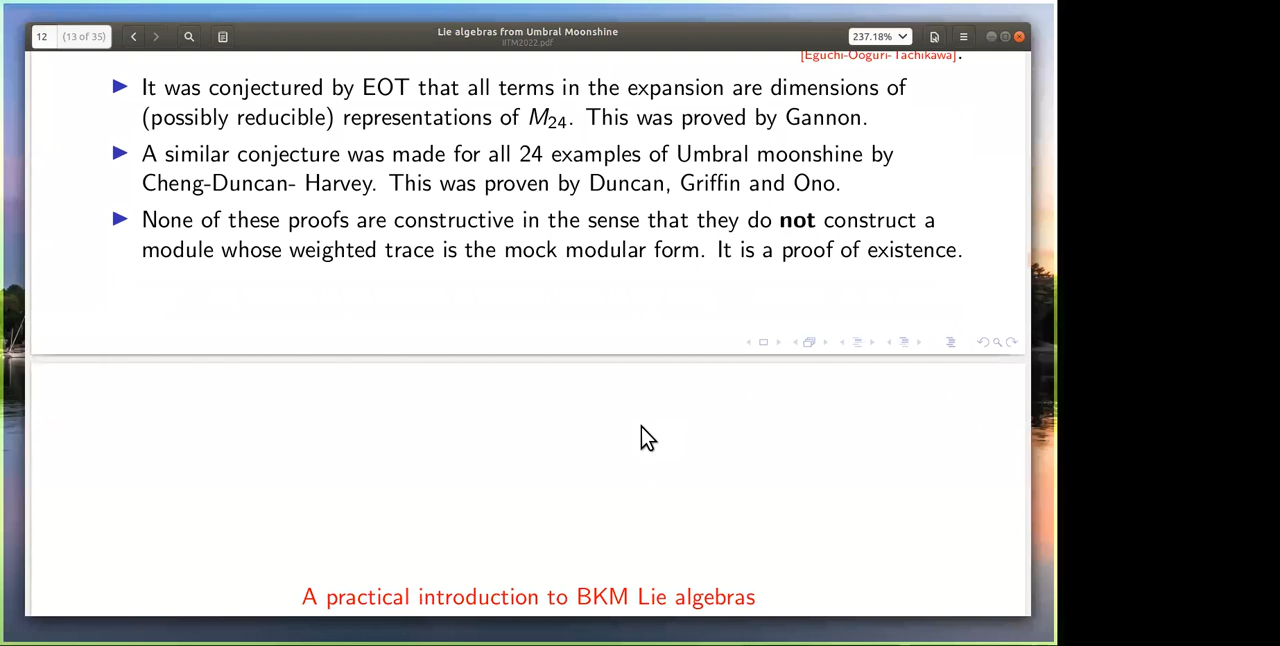 12 (13 of 35) Lie algebras from Umbral Moonshine 237.18%
IITM2022.pdf
[Eguchi-Ooguri-Tachikawa].
▶ It was conjectured by EOT that all terms in the expansion are dimensions of
(possibly reducible) representations of M24. This was proved by Gannon.
▶ A similar conjecture was made for all 24 examples of Umbral moonshine by
Cheng-Duncan- Harvey. This was proven by Duncan, Griffin and Ono.
▶ None of these proofs are constructive in the sense that they do not construct a
module whose weighted trace is the mock modular form. It is a proof of existence.
A practical introduction to BKM Lie algebras